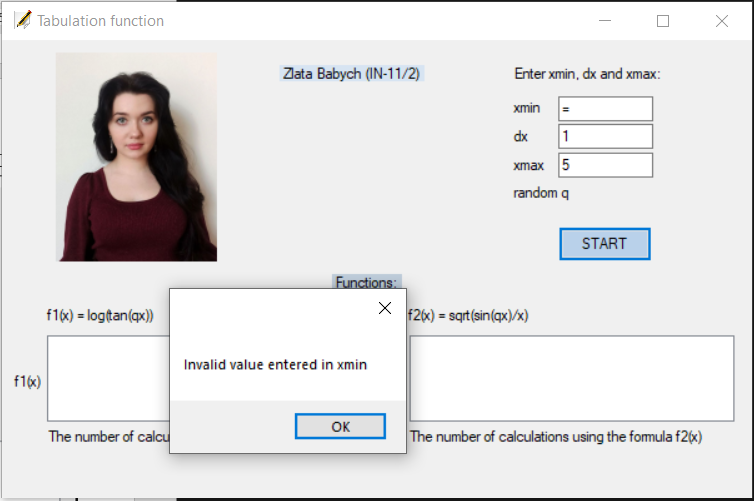 Tabulation function
Zlata Babych (IN-11/2)
Enter xmin, dx and xmax:
xmin =
dx 1
xmax 5
random q
START
Functions:
f1(x) = log(tan(qx))
f2(x) = sqrt(sin(qx)/x)
Invalid value entered in xmin
OK
f1(x)
The number of calcu
The number of calculations using the formula f2(x)